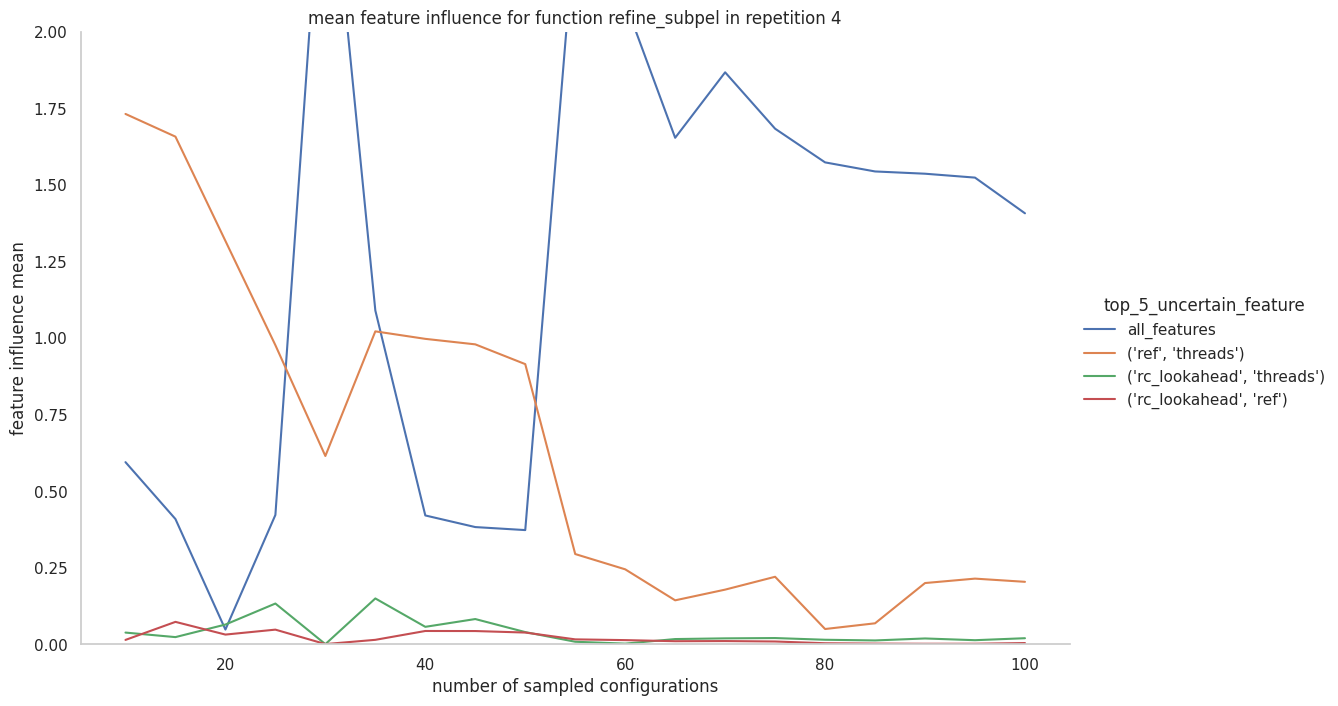 mean feature influence for function refine_subpel in repetition 4
2.00
1.75
1.50
1.25
1.00
0.75
0.50
0.25
0.00
feature influence mean
20
40
60
80
100
number of sampled configurations
top_5_uncertain_feature
all_features
('ref', 'threads')
('rc_lookahead', 'threads')
('rc_lookahead', 'ref')